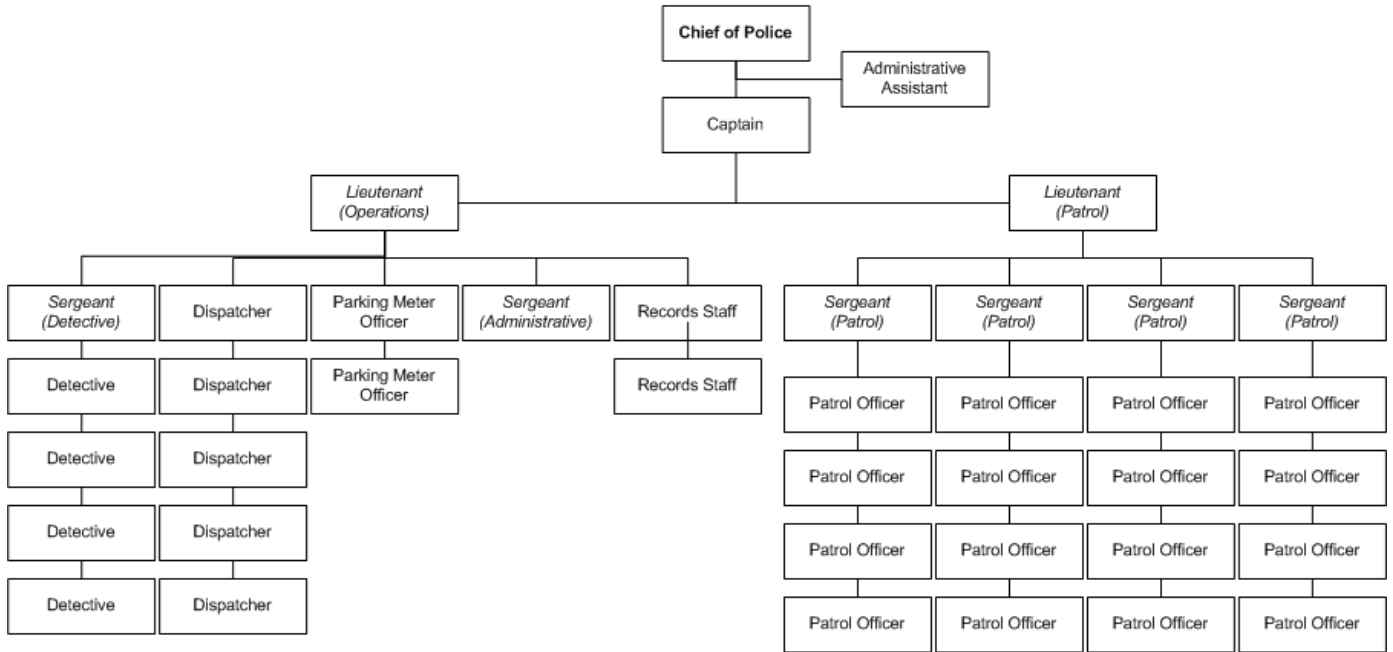 Chief of Police
Administrative
Assistant
Captain
Lieutenant
(Operations)
Lieutenant
(Patrol)
Sergeant
(Detective)
Dispatcher
Parking Meter
Officer
Sergeant
(Administrative)
Records Staff
Sergeant
(Patrol)
Sergeant
(Patrol)
Sergeant
(Patrol)
Sergeant
(Patrol)
Detective
Dispatcher
Parking Meter
Officer
Records Staff
Patrol Officer
Patrol Officer
Patrol Officer
Patrol Officer
Detective
Dispatcher
Patrol Officer
Patrol Officer
Patrol Officer
Patrol Officer
Detective
Dispatcher
Patrol Officer
Patrol Officer
Patrol Officer
Patrol Officer
Detective
Dispatcher
Patrol Officer
Patrol Officer
Patrol Officer
Patrol Officer